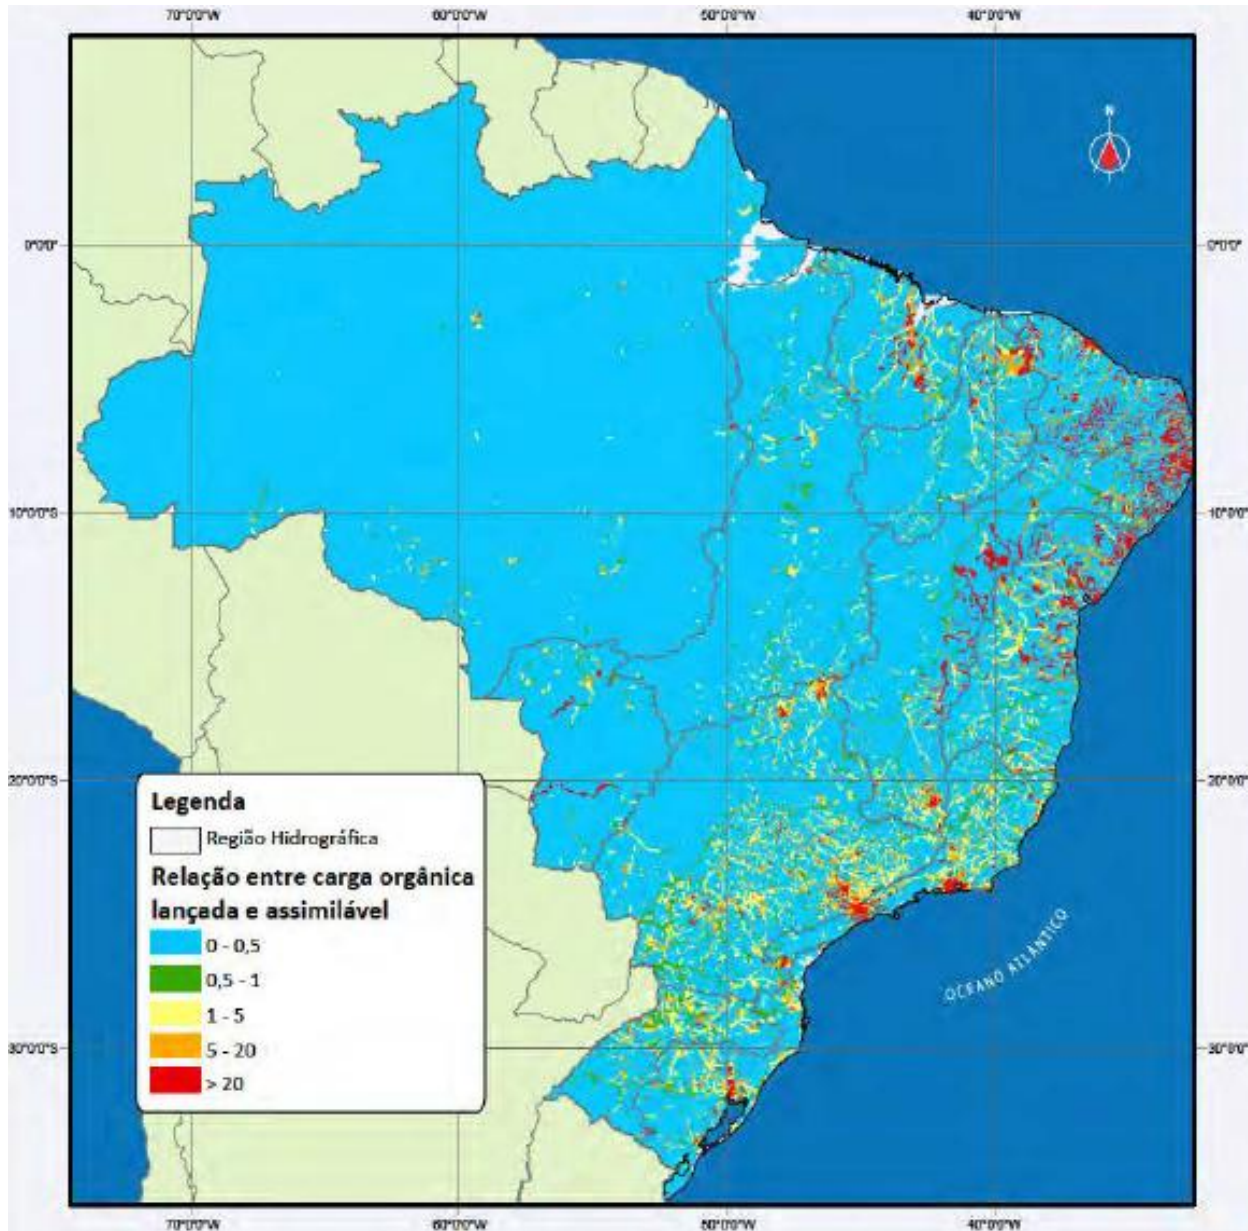 70°0'0"W 60°0'0"W 50°0'0"W 40°0'0"W
N
0°0'0" 0°0'0"
10°0'0"S 10°0'0"S
20°0'0"S 20°0'0"S
Legenda
Região Hidrográfica
Relação entre carga orgânica
lançada e assimilável
0 - 0,5
0,5 - 1
1 - 5
5 - 20
> 20
OCEANO ATLÂNTICO
30°0'0"S 30°0'0"S
70°0'0"W 60°0'0"W 50°0'0"W 40°0'0"W